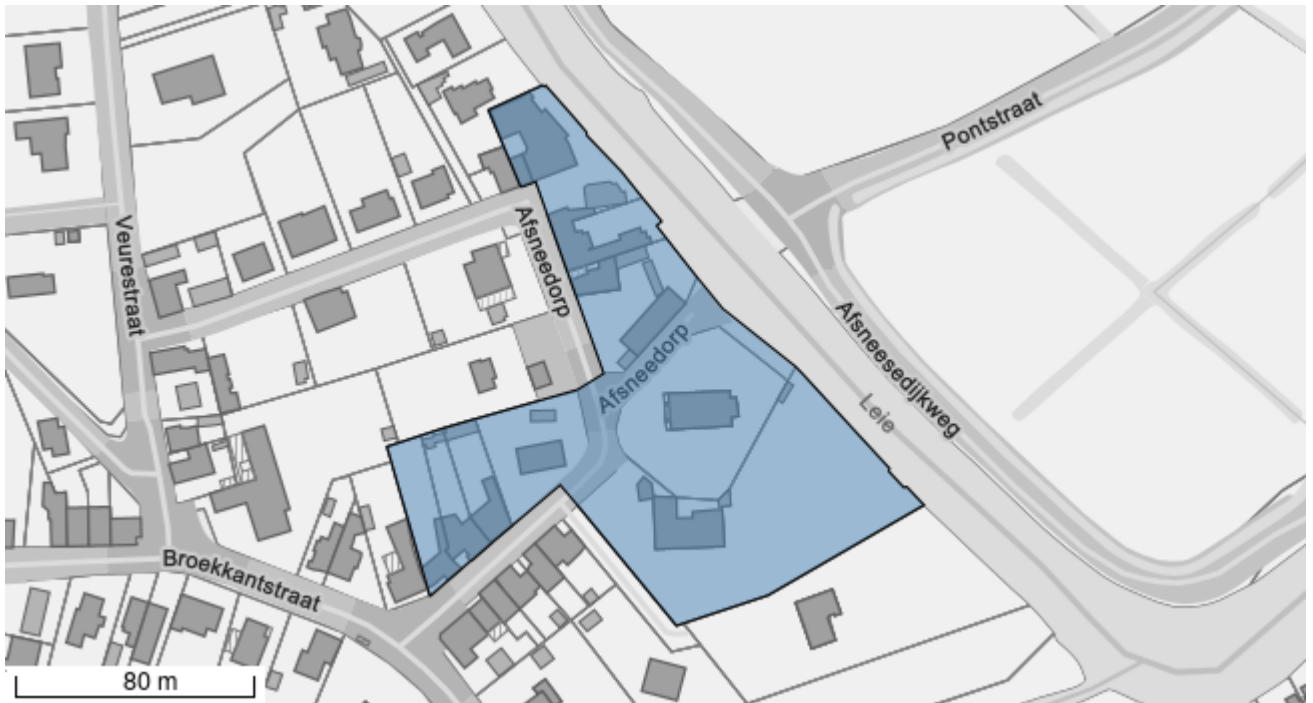 Pontstraat
Veurestraat
Afsneedorp
Afsneedorp
Afsneesedijkweg
Leie
Broekkantstraat
80 m